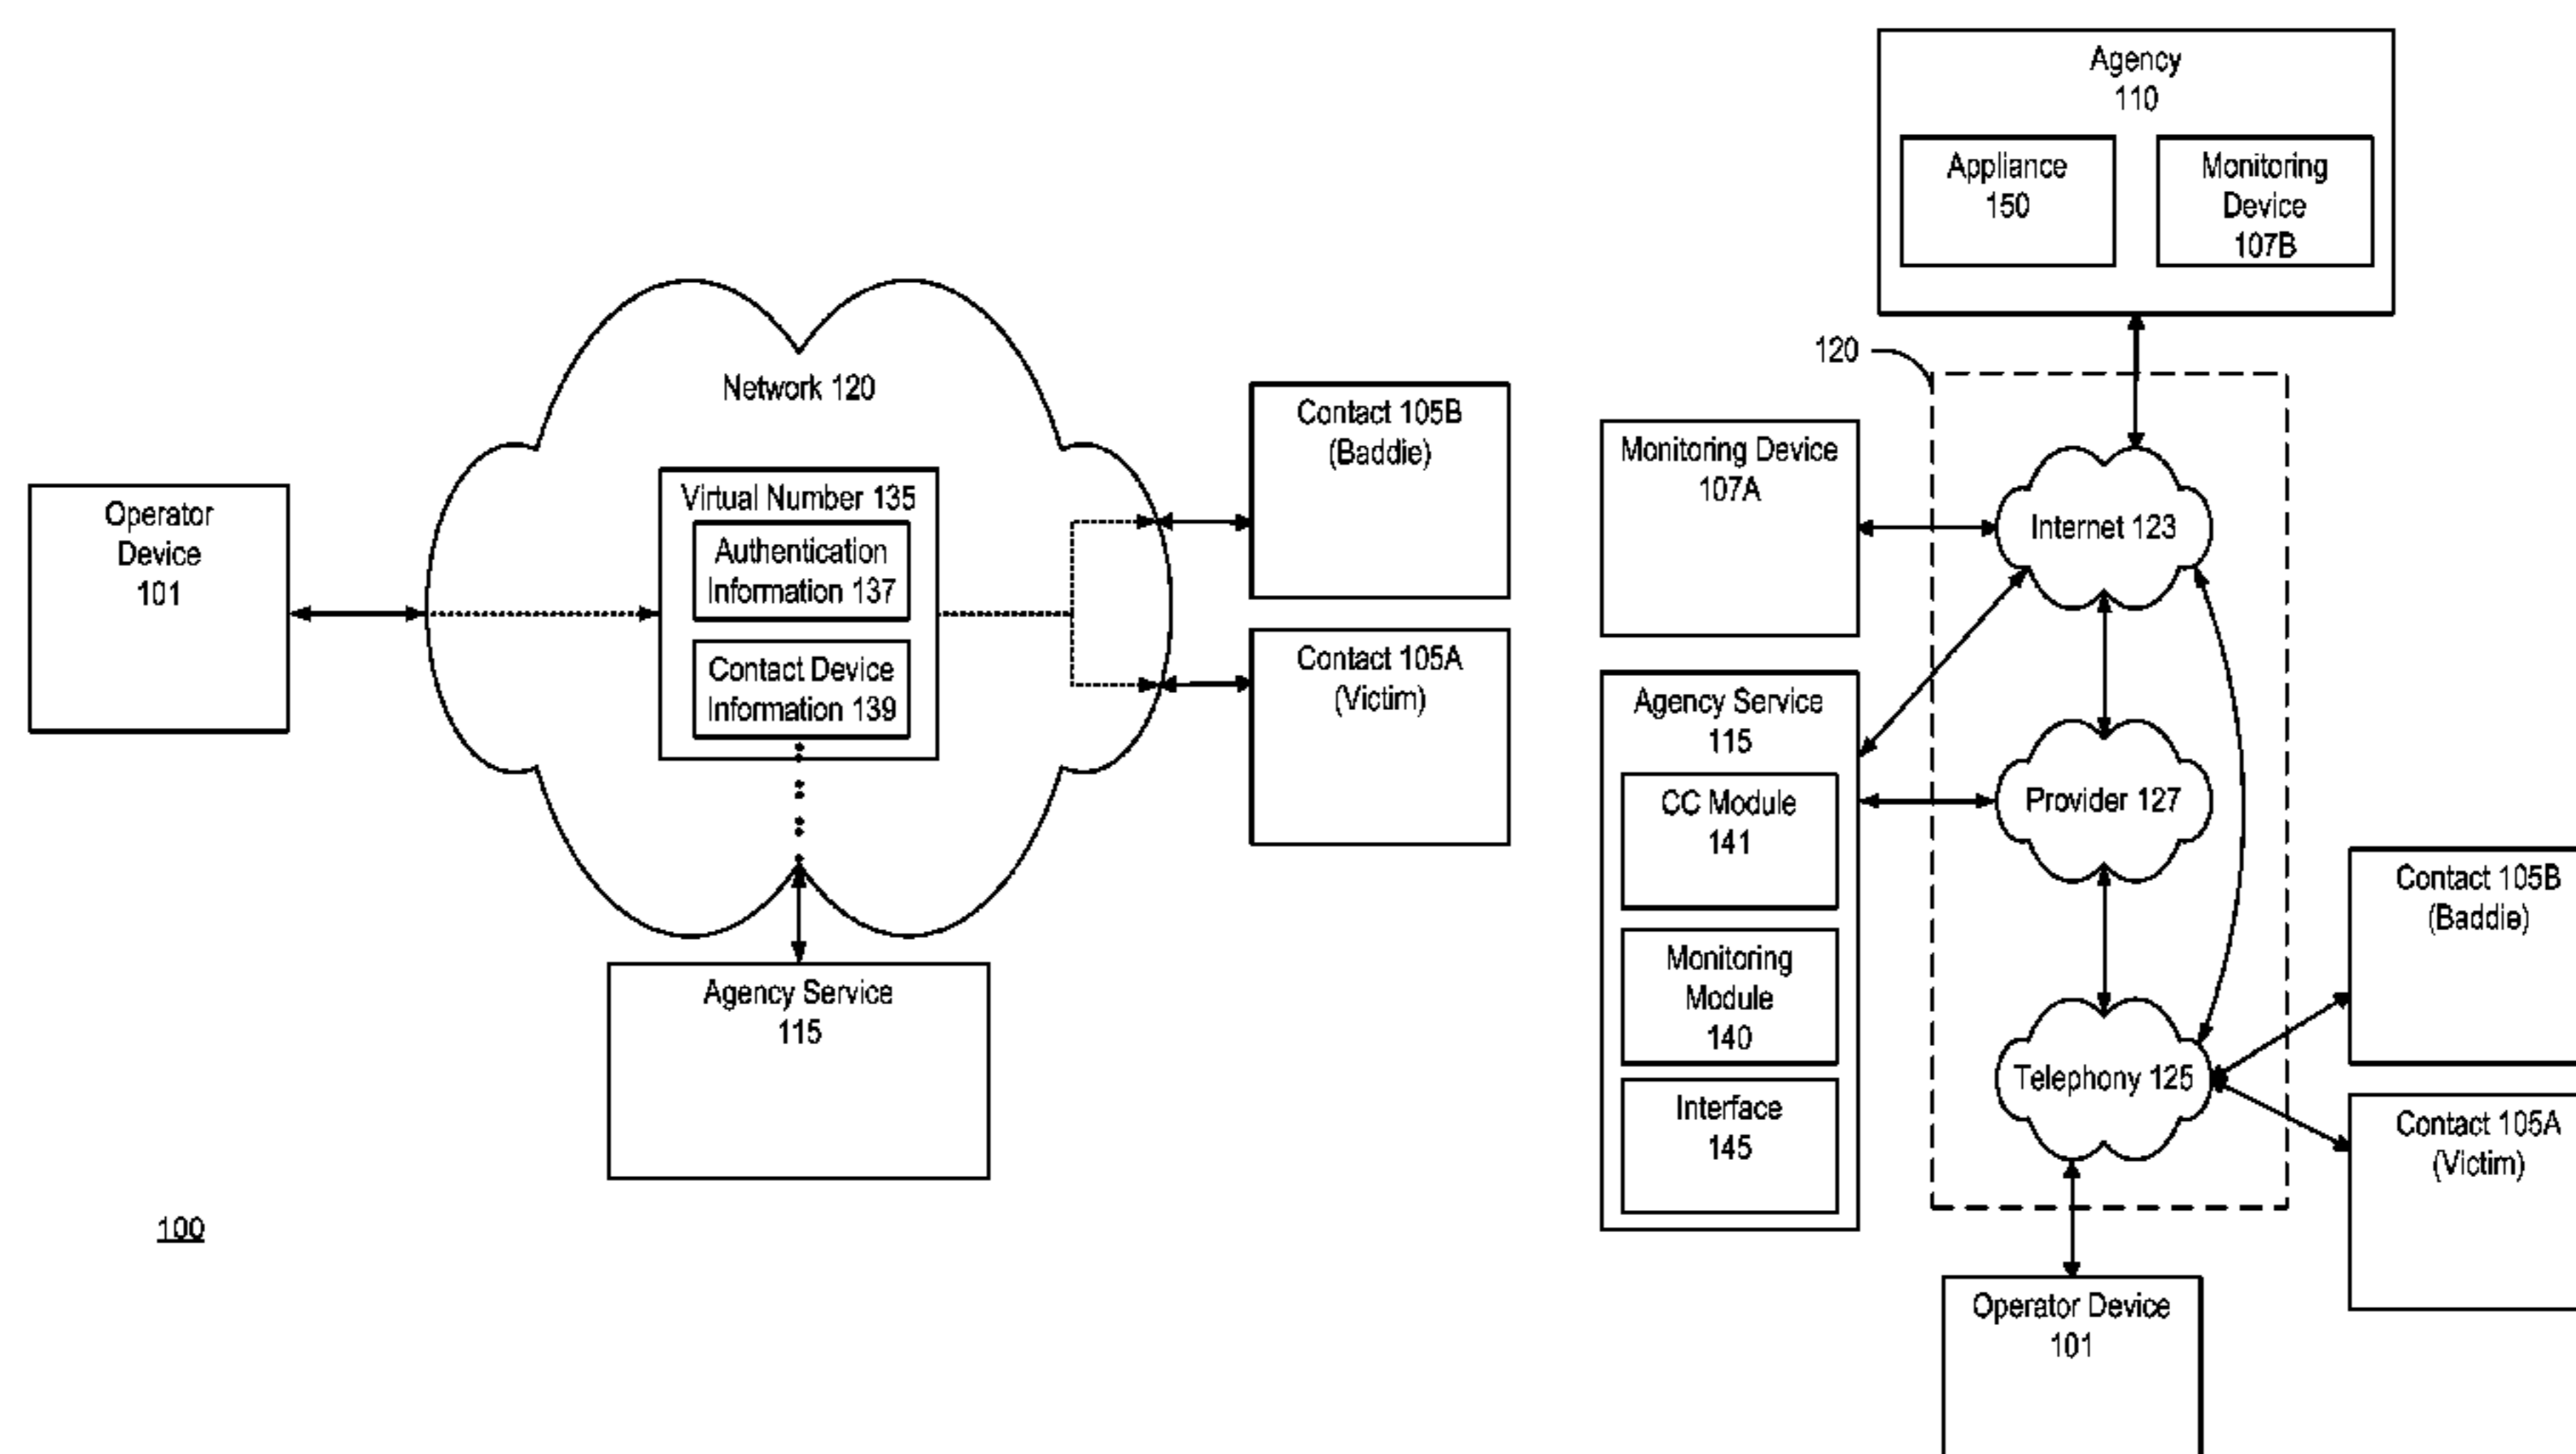 Operator
Device
101
Network 120
Virtual Number 135
Authentication
Information 137
Contact Device
Information 139
Contact 105B
(Baddie)
Contact 105A
(Victim)
Agency Service
115
100
Agency
110
Appliance
150
Monitoring
Device
107B
120
Monitoring Device
107A
Internet 123
Agency Service
115
CC Module
141
Monitoring
Module
140
Interface
145
Provider 127
Telephony 125
Contact 105B
(Baddie)
Contact 105A
(Victim)
Operator Device
101